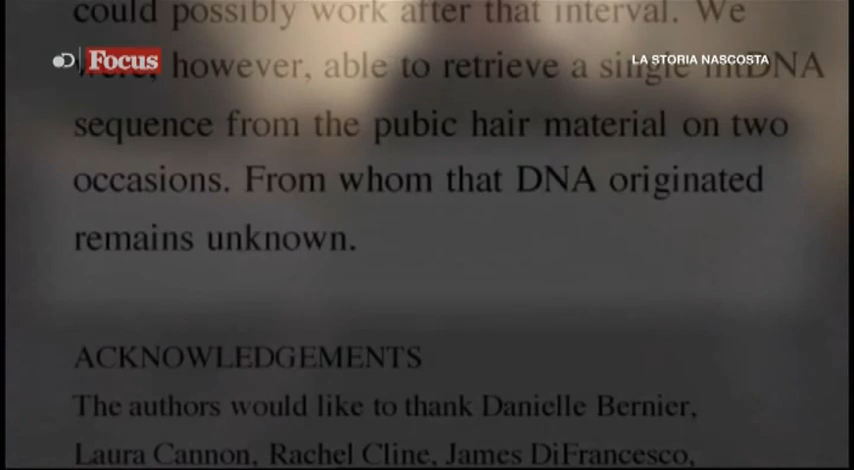 could possibly work after that interval. We
Focus
LA STORIA NASCOSTA
were, however, able to retrieve a single mtDNA
sequence from the pubic hair material on two
occasions. From whom that DNA originated
remains unknown.
ACKNOWLEDGEMENTS
The authors would like to thank Danielle Bernier,
Laura Cannon, Rachel Cline, James DiFrancesco,